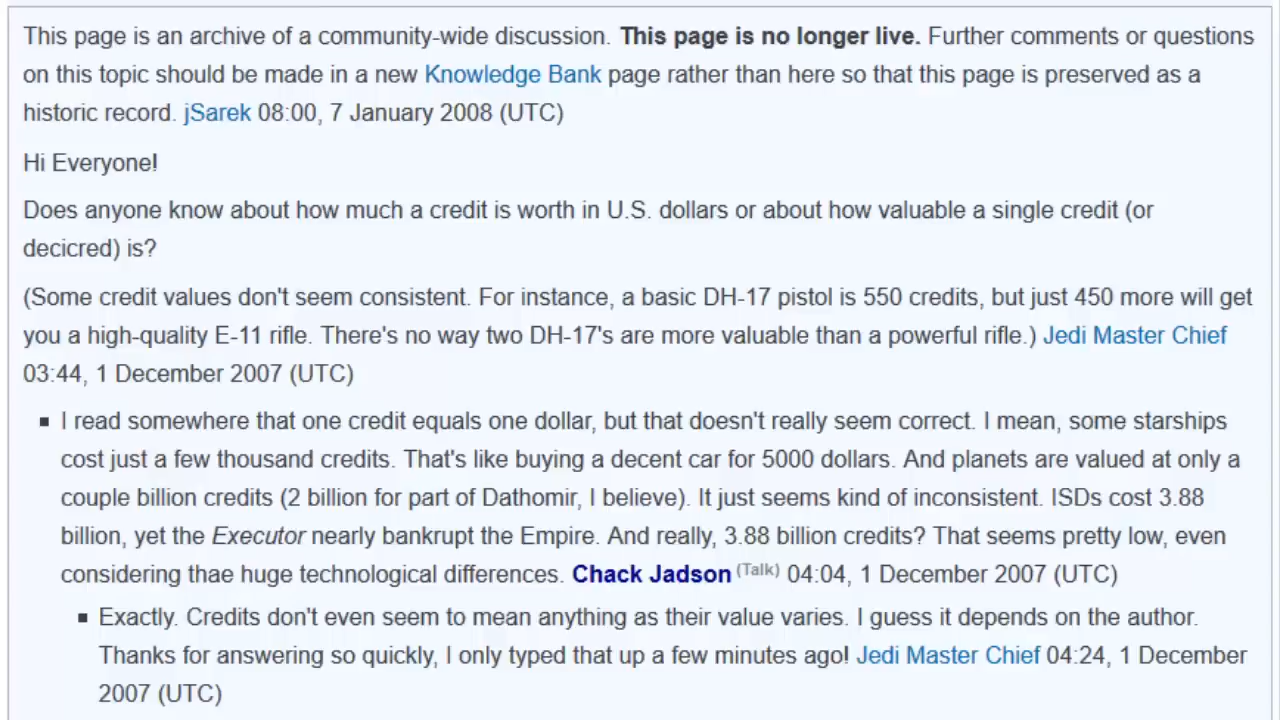 This page is an archive of a community-wide discussion. This page is no longer live. Further comments or questions
on this topic should be made in a new Knowledge Bank page rather than here so that this page is preserved as a
historic record. jSarek 08:00, 7 January 2008 (UTC)
Hi Everyone!
Does anyone know about how much a credit is worth in U.S. dollars or about how valuable a single credit (or
decicred) is?
(Some credit values don't seem consistent. For instance, a basic DH-17 pistol is 550 credits, but just 450 more will get
you a high-quality E-11 rifle. There's no way two DH-17's are more valuable than a powerful rifle.) Jedi Master Chief
03:44, 1 December 2007 (UTC)
▪ I read somewhere that one credit equals one dollar, but that doesn't really seem correct. I mean, some starships
cost just a few thousand credits. That's like buying a decent car for 5000 dollars. And planets are valued at only a
couple billion credits (2 billion for part of Dathomir, I believe). It just seems kind of inconsistent. ISDs cost 3.88
billion, yet the Executor nearly bankrupt the Empire. And really, 3.88 billion credits? That seems pretty low, even
considering thae huge technological differences. Chack Jadson (Talk) 04:04, 1 December 2007 (UTC)
▪ Exactly. Credits don't even seem to mean anything as their value varies. I guess it depends on the author.
Thanks for answering so quickly, I only typed that up a few minutes ago! Jedi Master Chief 04:24, 1 December
2007 (UTC)